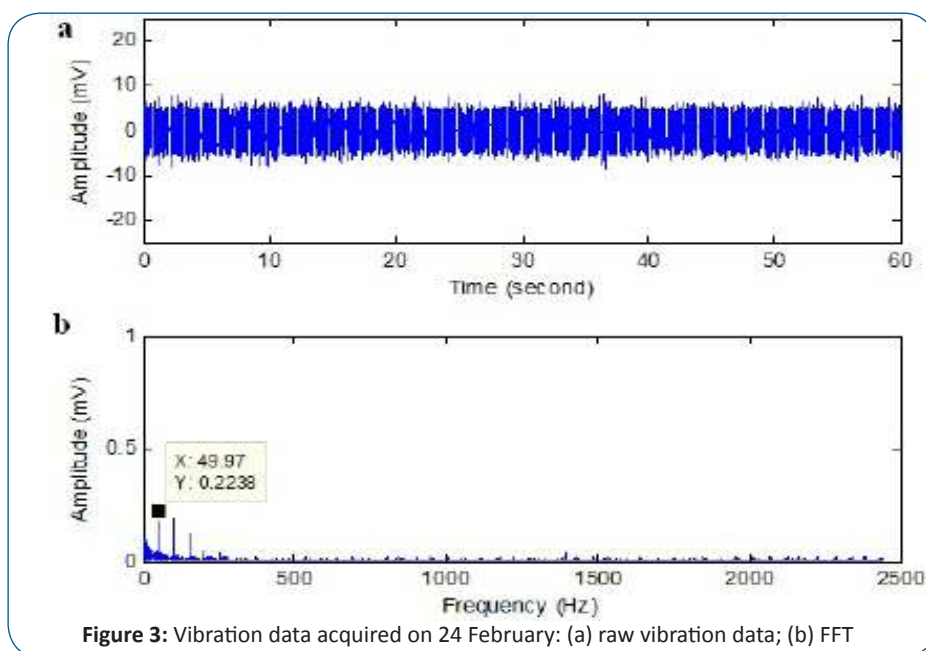 a
Amplitude (mV)
20
10
0
-10
-20
0 10 20 30 40 50 60
Time (second)
b
Amplitude (mV)
1
0.5
0
X: 49.97
Y: 0.2238
0 500 1000 1500 2000 2500
Frequency (Hz)
Figure 3: Vibration data acquired on 24 February: (a) raw vibration data; (b) FFT